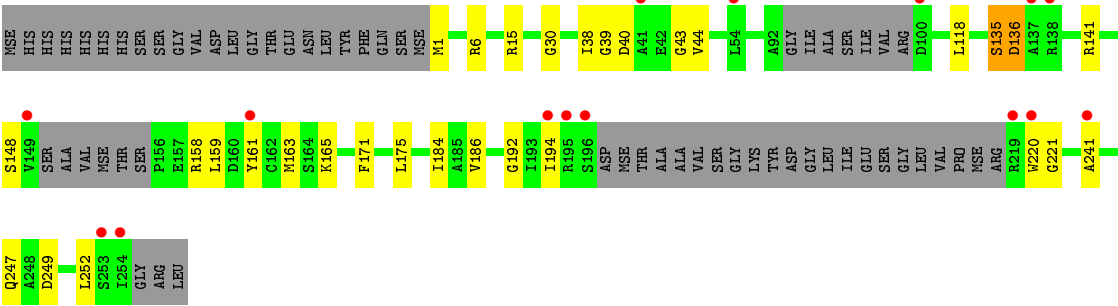 MSE HIS HIS HIS HIS HIS HIS SER SER GLY VAL ASP LEU GLY THR GLU ASN LEU TYR PHE GLN SER MSE M1 R6 R15 G30 I38 G39 D40 A41 E42 G43 V44 L54 A92 GLY ILE ALA SER ILE VAL ARG D100 L118 S135 D136 A137 R138 R141
S148 V149 SER ALA VAL MSE THR SER P156 E157 R158 L159 D160 Y161 C162 M163 S164 K165 F171 L175 I184 A185 V186 G192 I193 I194 R195 S196 ASP MSE THR ALA ALA VAL SER GLY LYS TYR ASP GLY LEU ILE GLU SER GLY LEU VAL PRO MSE ARG R219 W220 G221 A241
Q247 A248 D249 L252 S253 I254 GLY ARG LEU